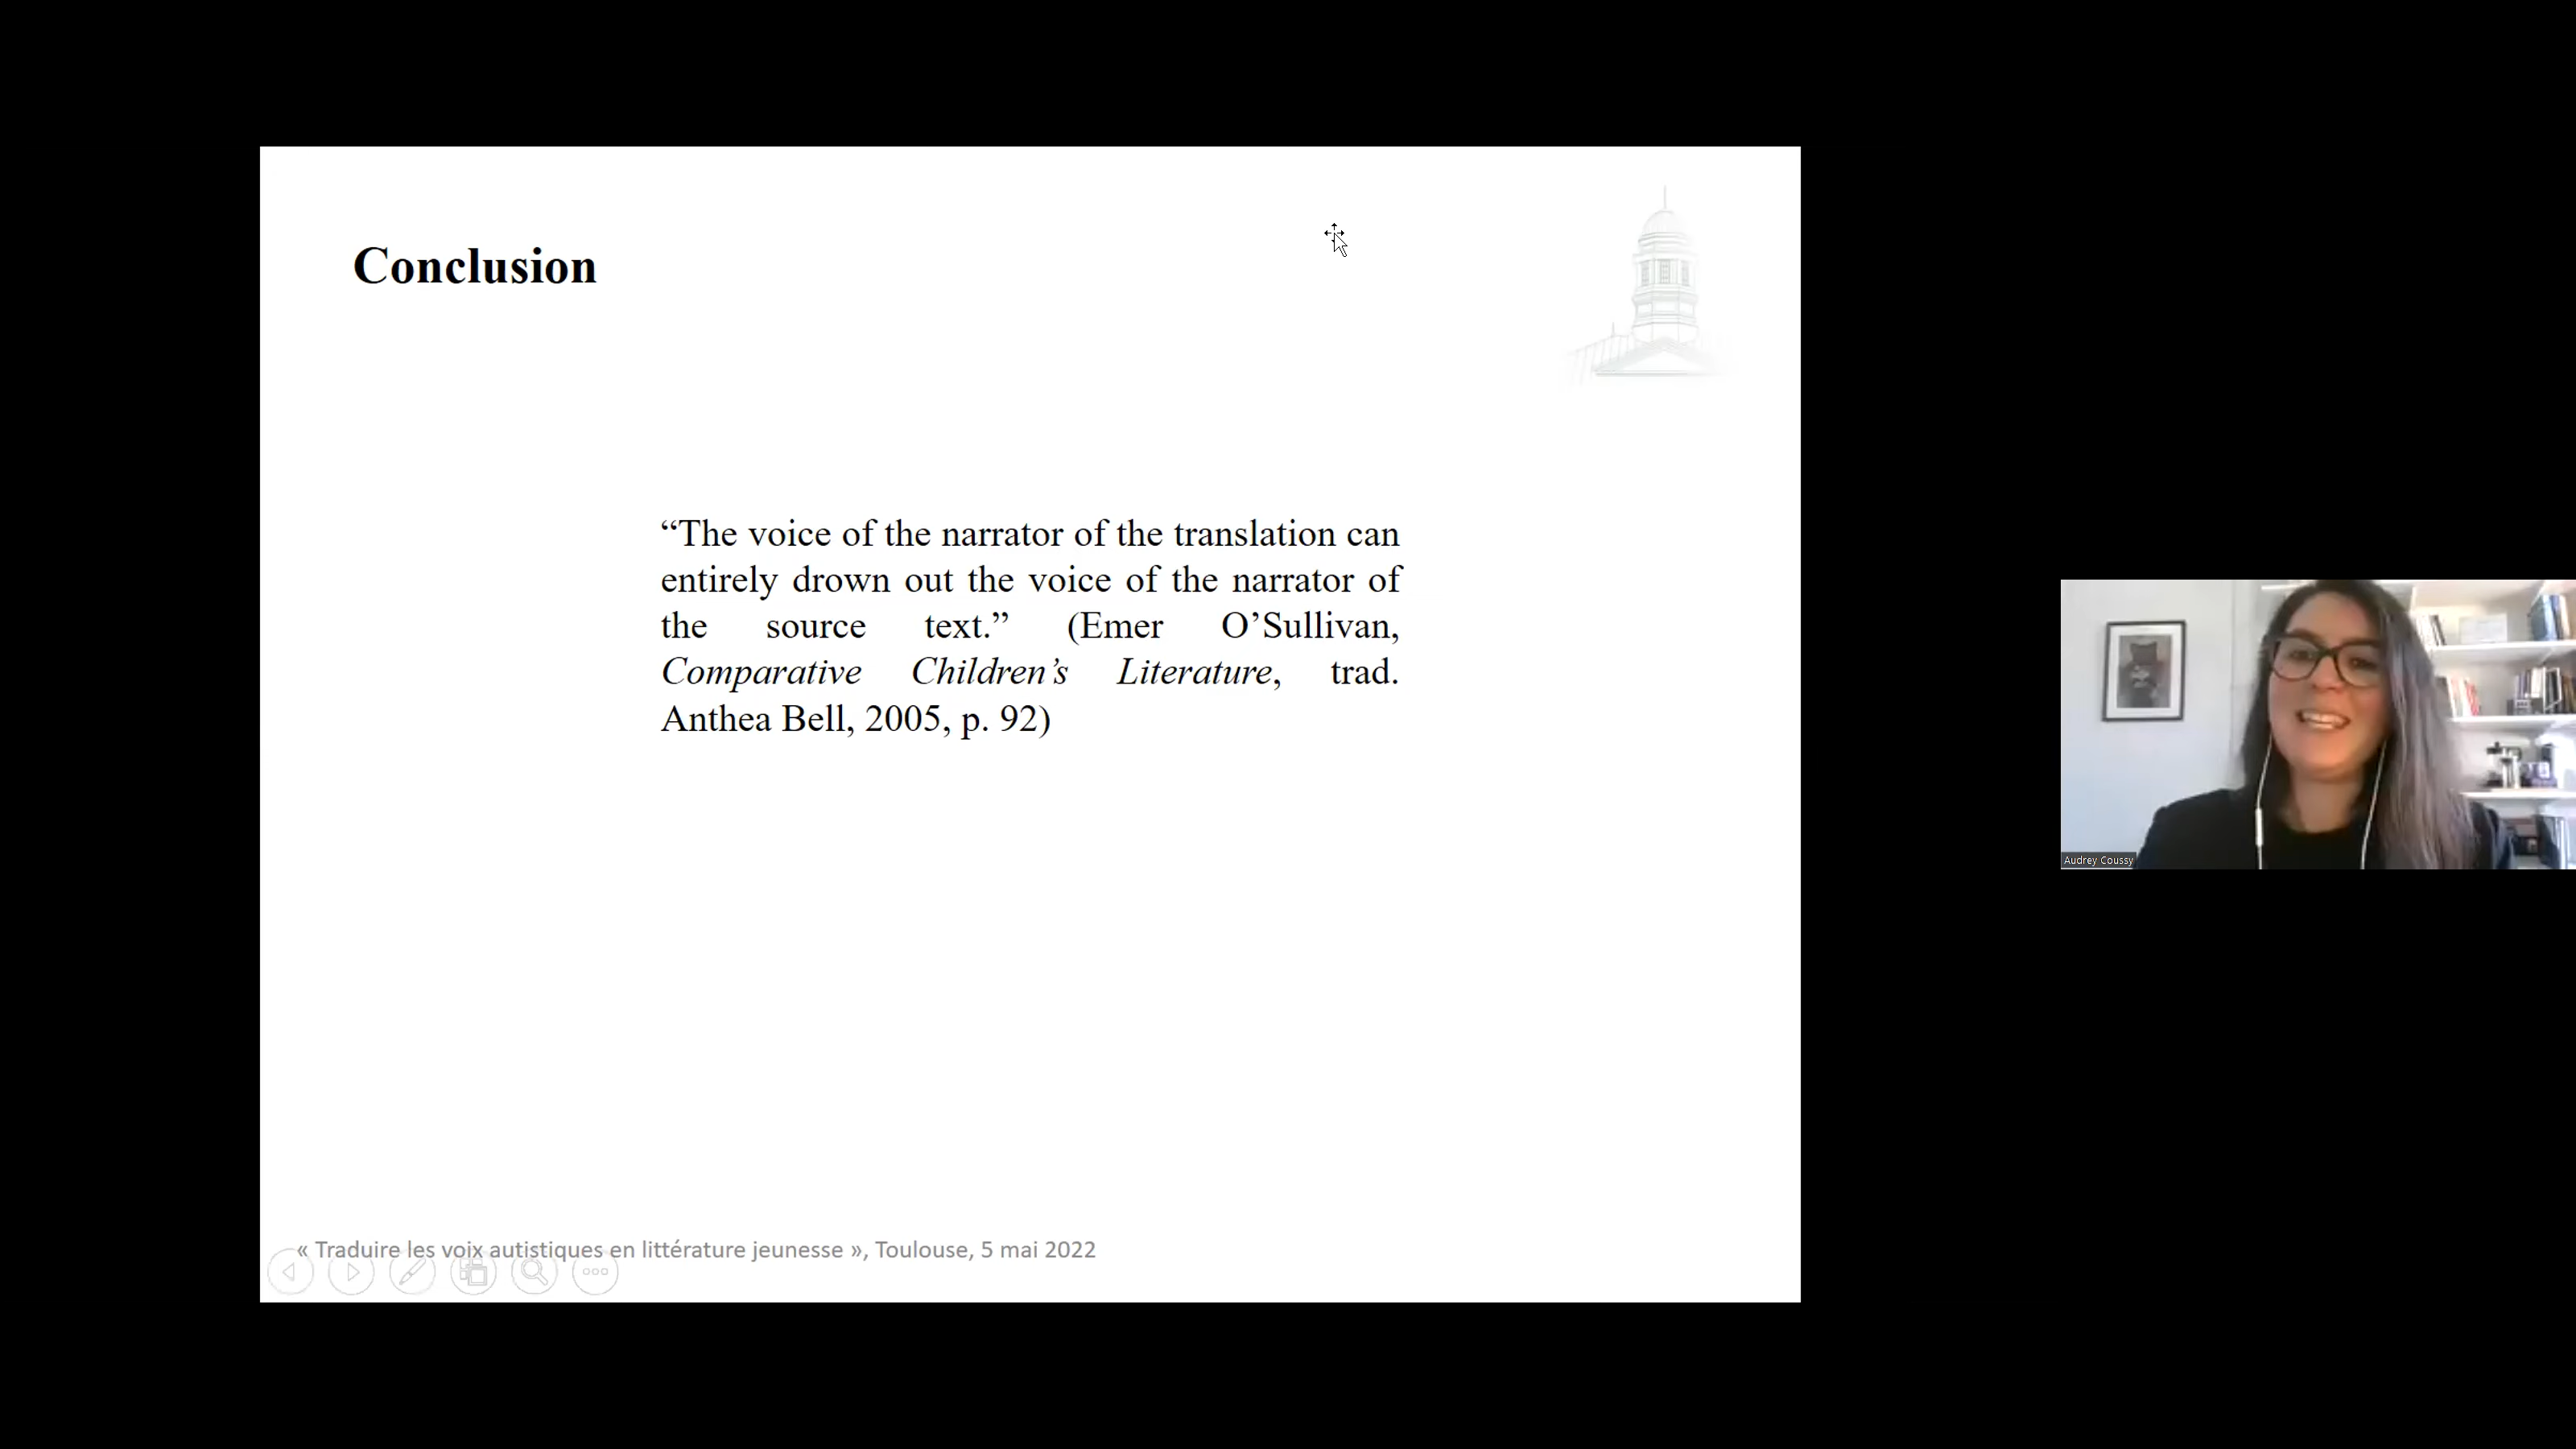 Conclusion
“The voice of the narrator of the translation can
entirely drown out the voice of the narrator of
the source text.” (Emer O’Sullivan,
Comparative Children’s Literature, trad.
Anthea Bell, 2005, p. 92)
« Traduire les voix autistiques en littérature jeunesse », Toulouse, 5 mai 2022
Audrey Coussy